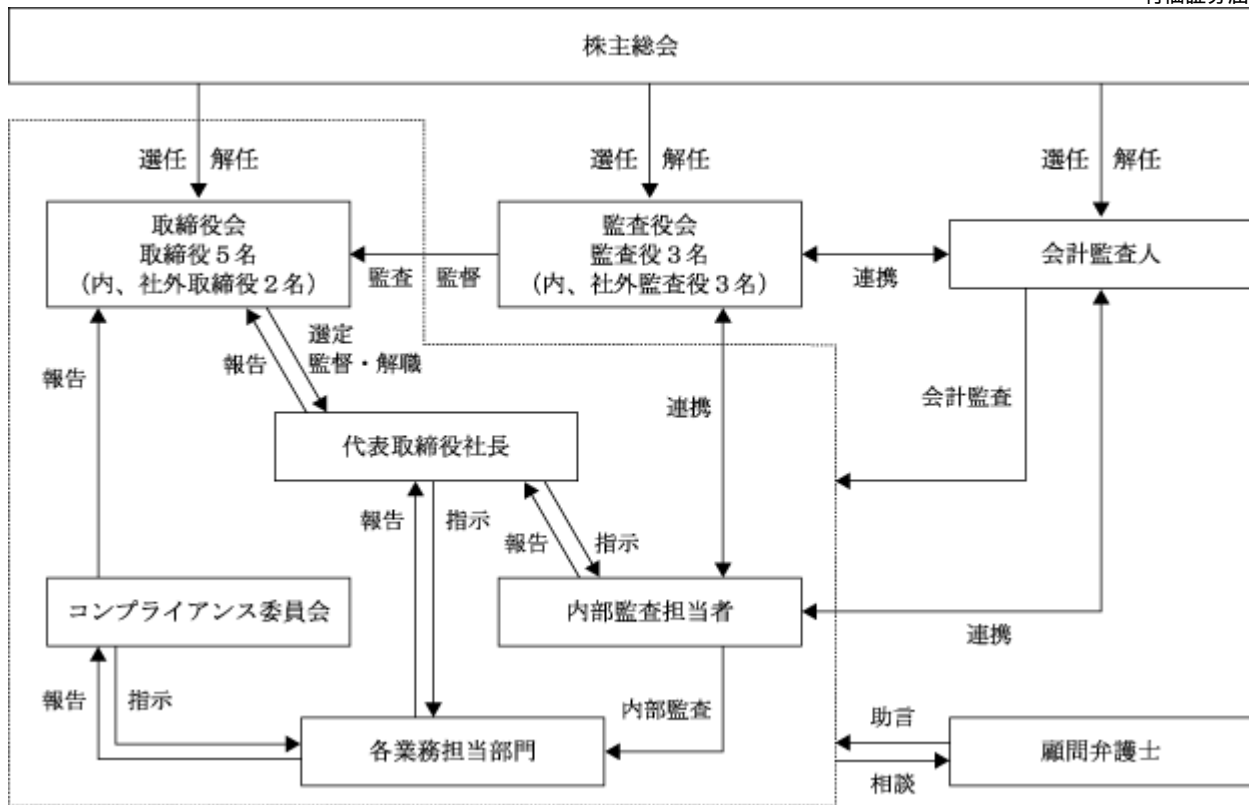 株主総会
選任 解任
選任 解任
選任 解任
取締役会
取締役5名
(内、社外取締役2名)
監査 監督
監査役会
監査役3名
(内、社外監査役3名)
連携
会計監査人
報告
報告
選定
監督・解職
連携
会計監査
代表取締役社長
報告
指示
報告
指示
コンプライアンス委員会
内部監査担当者
連携
報告
指示
内部監査
各業務担当部門
助言
相談
顧問弁護士